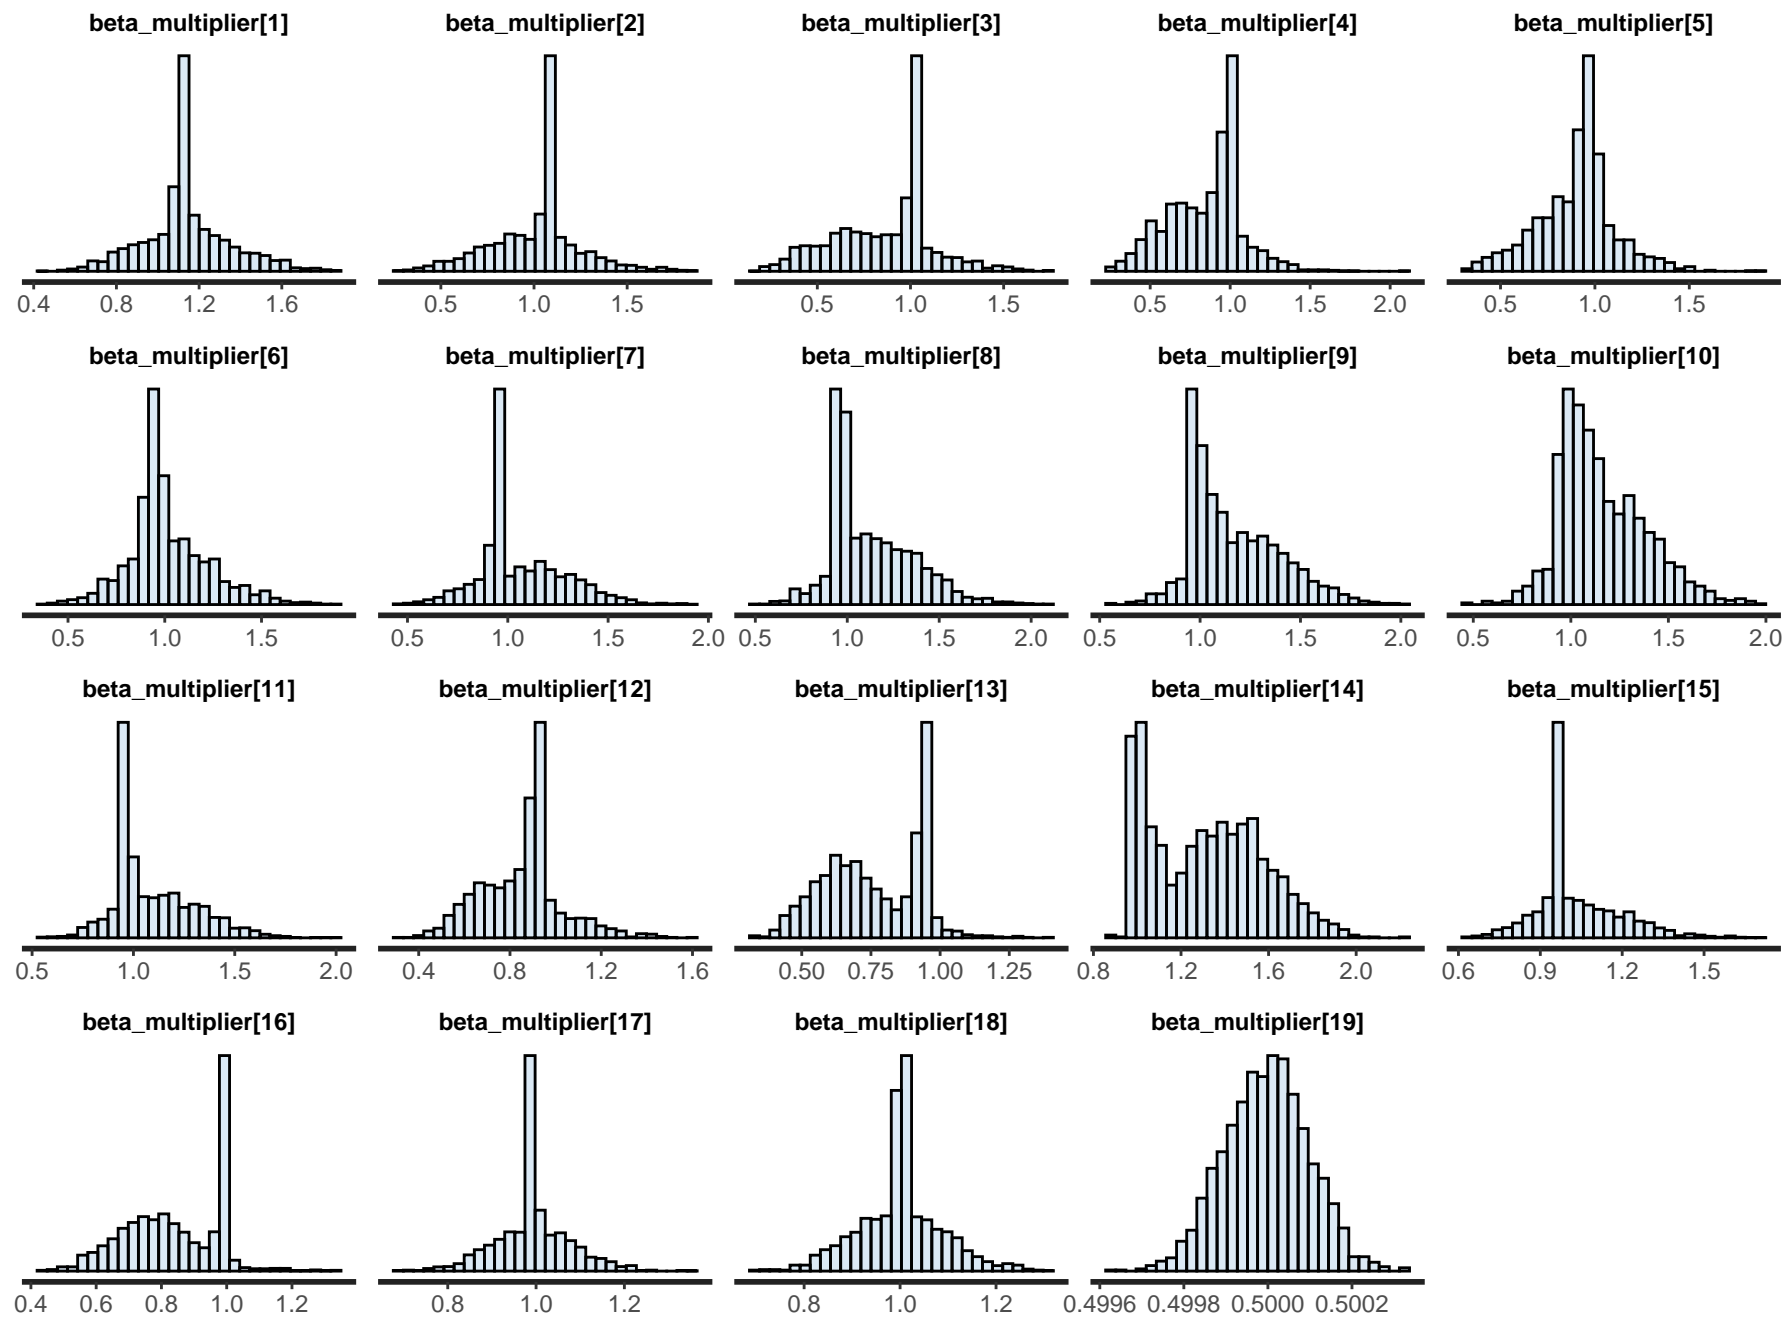 beta_multiplier[1] beta_multiplier[2] beta_multiplier[3] beta_multiplier[4] beta_multiplier[5]
0.4 0.8 1.2 1.6 0.5 1.0 1.5 0.5 1.0 1.5 0.5 1.0 1.5 2.0 0.5 1.0 1.5
beta_multiplier[6] beta_multiplier[7] beta_multiplier[8] beta_multiplier[9] beta_multiplier[10]
0.5 1.0 1.5 0.5 1.0 1.5 2.0 0.5 1.0 1.5 2.0 0.5 1.0 1.5 2.0 0.5 1.0 1.5 2.0
beta_multiplier[11] beta_multiplier[12] beta_multiplier[13] beta_multiplier[14] beta_multiplier[15]
0.5 1.0 1.5 2.0 0.4 0.8 1.2 1.6 0.50 0.75 1.00 1.25 0.8 1.2 1.6 2.0 0.6 0.9 1.2 1.5
beta_multiplier[16] beta_multiplier[17] beta_multiplier[18] beta_multiplier[19]
0.4 0.6 0.8 1.0 1.2 0.8 1.0 1.2 0.8 1.0 1.2 0.4996 0.4998 0.5000 0.5002